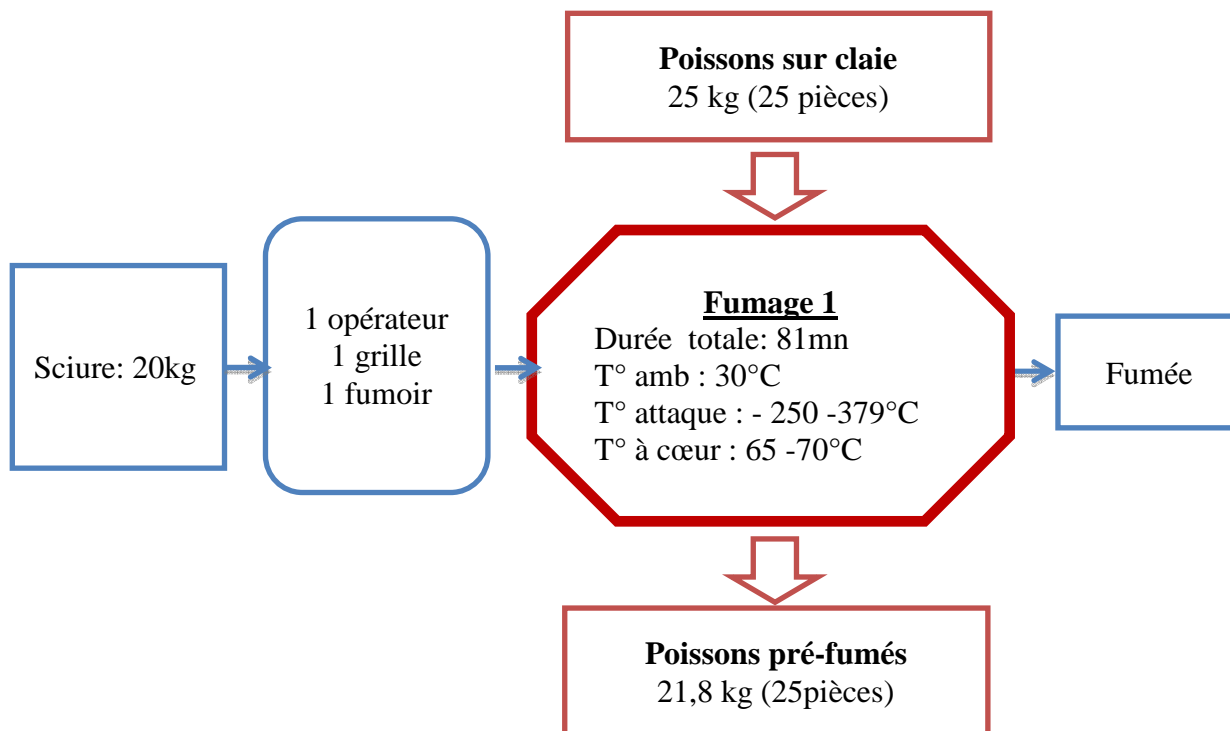 Poissons sur claie
25 kg (25 pièces)
Sciure: 20kg
1 opérateur
1 grille
1 fumoir
Fumage 1
Durée totale: 81mn
T° amb : 30°C
T° attaque : - 250 -379°C
T° à cœur : 65 -70°C
Fumée
Poissons pré-fumés
21,8 kg (25pièces)